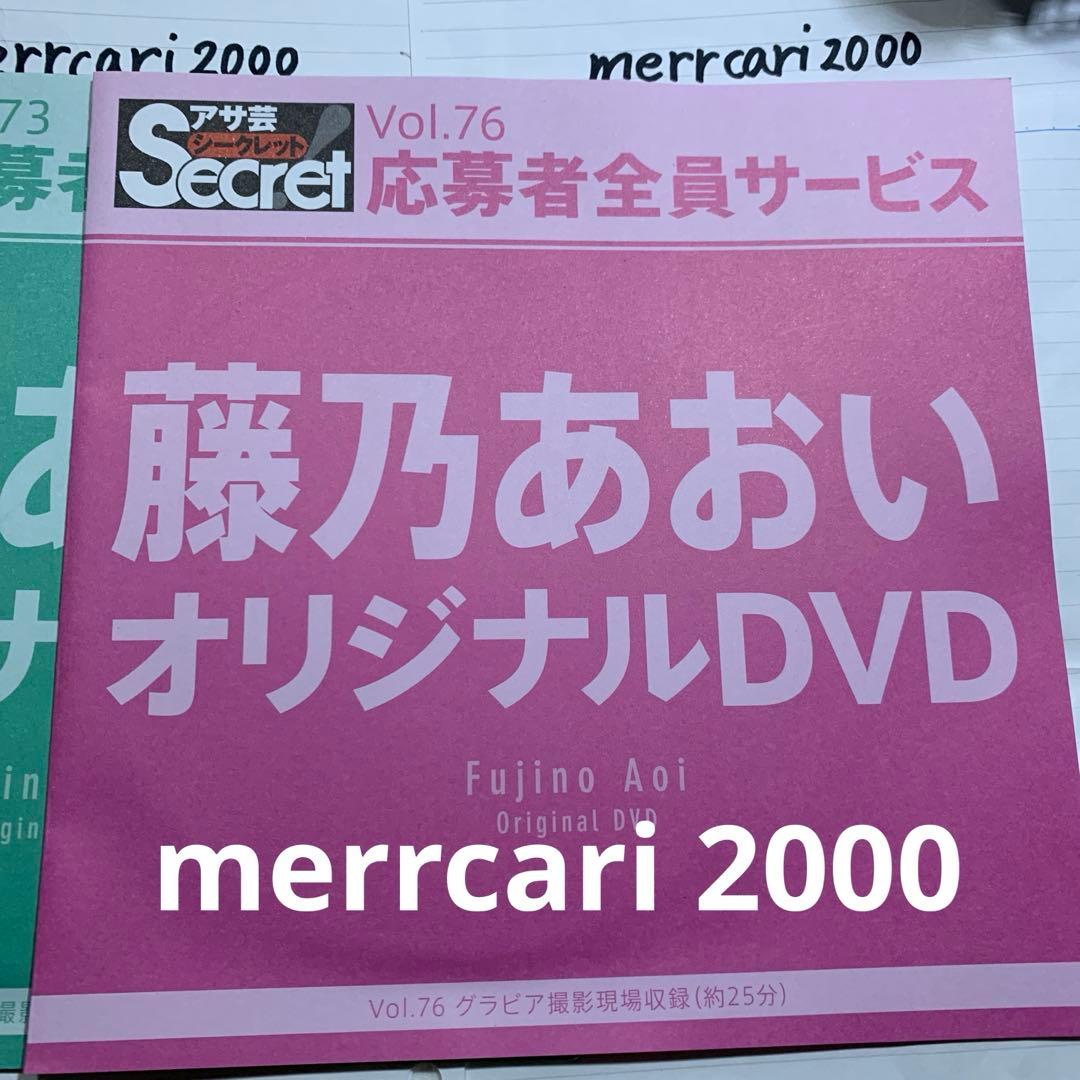 errcari 2000
merrcari 2000
73
募
アサ芸
シークレット
Secret!
Vol.76
応募者全員サービス
藤乃あおい
オリジナルDVD
Fujino Aoi
Original DVD
merrcari 2000
Vol.76 グラビア撮影現場収録(約25分)
in
gin